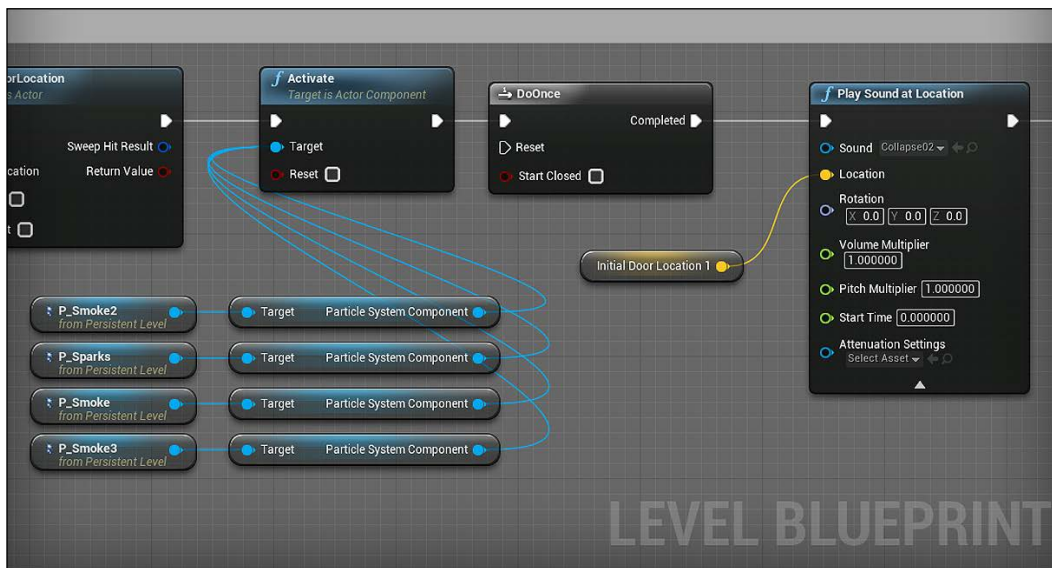 orLocation
s Actor
Sweep Hit Result
cation
Return Value
t
Activate
Target is Actor Component
Target
Reset
DoOnce
Completed
Reset
Start Closed
Play Sound at Location
Sound Collapse02
Location
Rotation
X 0.0 Y 0.0 Z 0.0
Volume Multiplier
1.000000
Pitch Multiplier 1.000000
Start Time 0.000000
Attenuation Settings
Select Asset
Initial Door Location 1
P_Smoke2
from Persistent Level
Target Particle System Component
P_Sparks
from Persistent Level
Target Particle System Component
P_Smoke
from Persistent Level
Target Particle System Component
P_Smoke3
from Persistent Level
Target Particle System Component
LEVEL BLUEPRINT